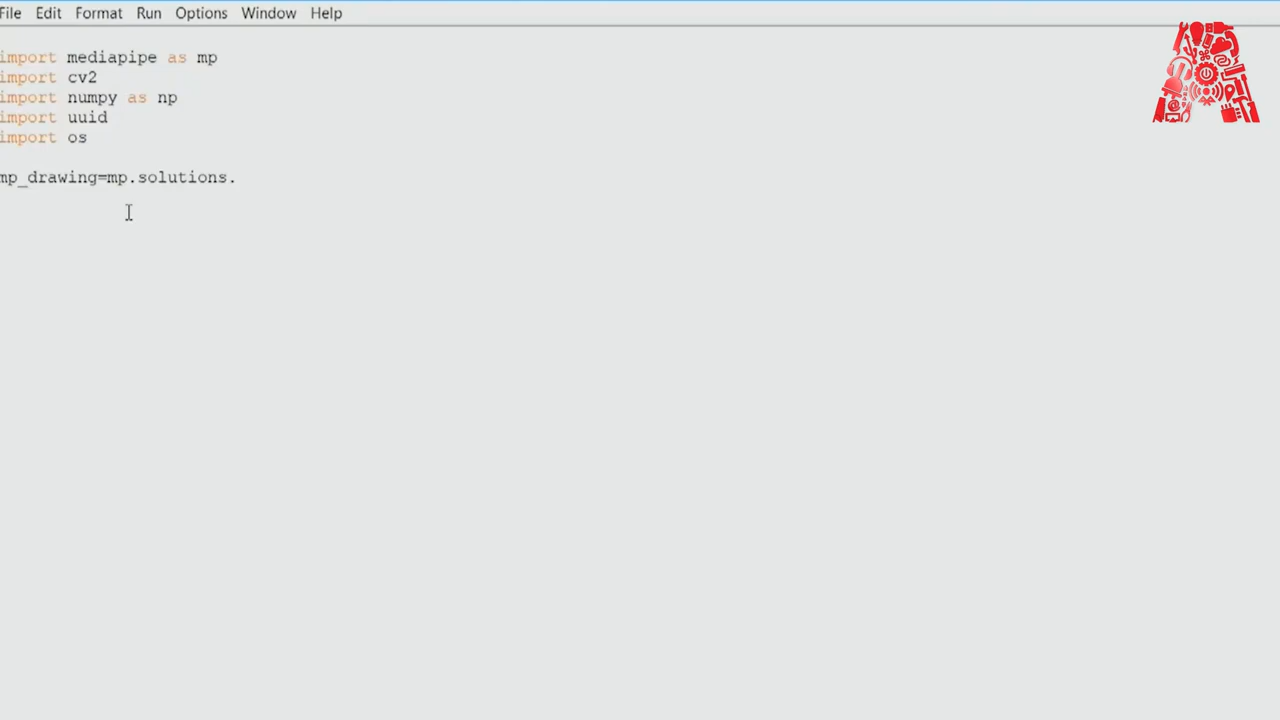 File Edit Format Run Options Window Help
import mediapipe as mp
import cv2
import numpy as np
import uuid
import os
mp_drawing=mp.solutions.